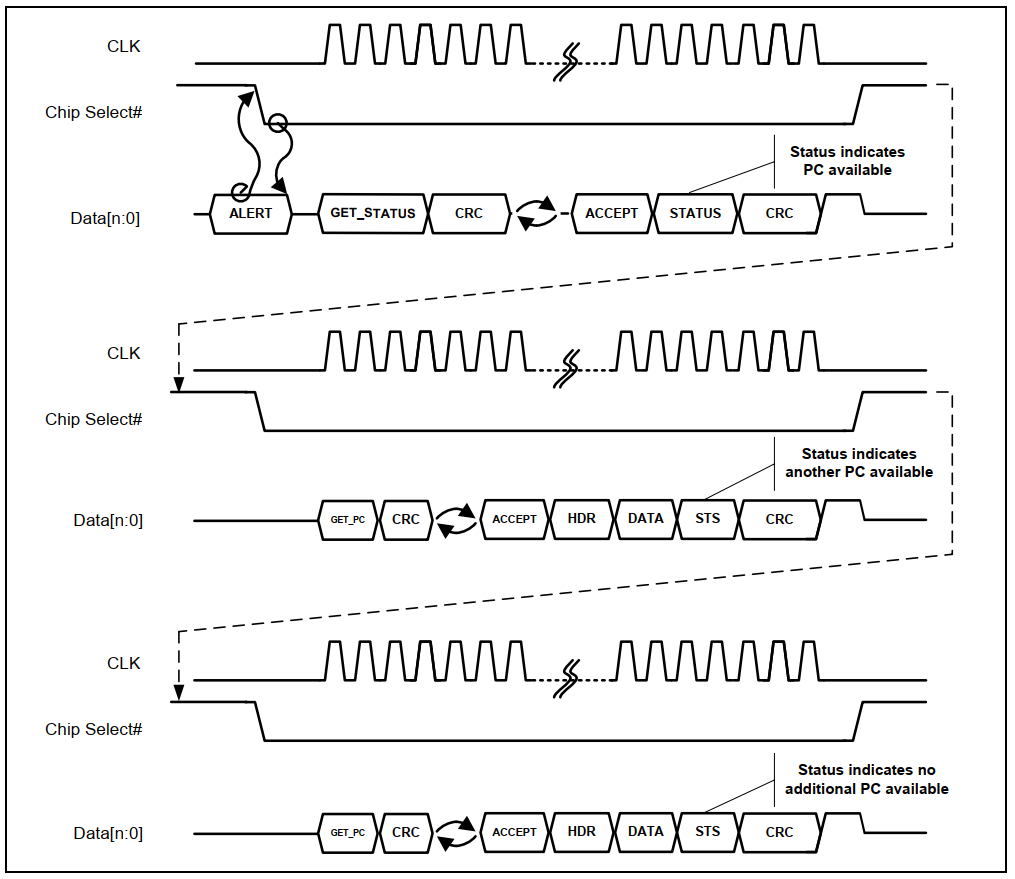 CLK
Chip Select#
Status indicates
PC available
Data[n:0]
ALERT
GET_STATUS
CRC
ACCEPT
STATUS
CRC
CLK
Chip Select#
Status indicates
another PC available
Data[n:0]
GET_PC
CRC
ACCEPT
HDR
DATA
STS
CRC
CLK
Chip Select#
Status indicates no
additional PC available
Data[n:0]
GET_PC
CRC
ACCEPT
HDR
DATA
STS
CRC